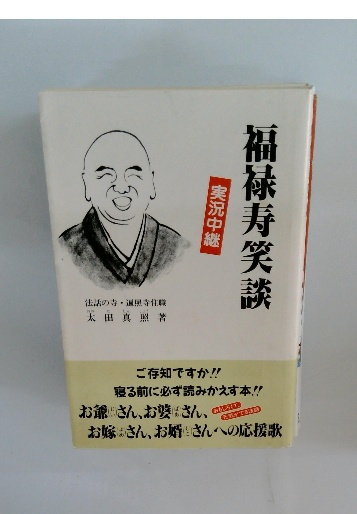 福禄寿笑談
実況中継
法話の寺・遍照寺住職
太田真照 著
ご存知ですか!!
寝る前に必ず読みかえす本!!
お爺さん、お婆さん、
お嫁さん、お婿さんへの応援歌